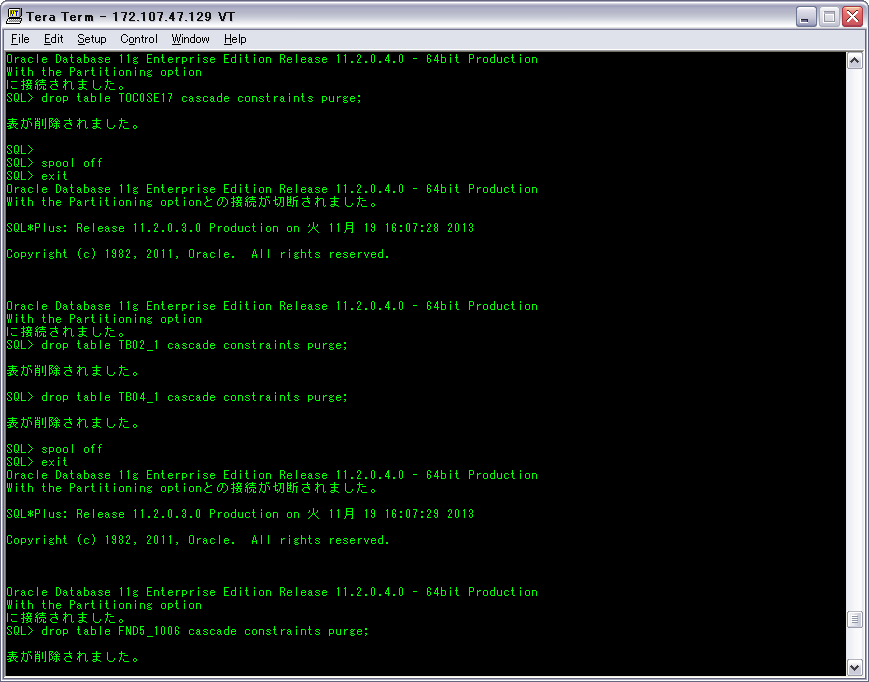 Tera Term - 172.107.47.129 VT
File Edit Setup Control Window Help
Oracle Database 11g Enterprise Edition Release 11.2.0.4.0 - 64bit Production
With the Partitioning option
に接続されました。
SQL> drop table TOCOSE17 cascade constraints purge;
表が削除されました。
SQL>
SQL> spool off
SQL> exit
Oracle Database 11g Enterprise Edition Release 11.2.0.4.0 - 64bit Production
With the Partitioning optionとの接続が切断されました。
SQL*Plus: Release 11.2.0.3.0 Production on 火 11月 19 16:07:28 2013
Copyright (c) 1982, 2011, Oracle.  All rights reserved.
Oracle Database 11g Enterprise Edition Release 11.2.0.4.0 - 64bit Production
With the Partitioning option
に接続されました。
SQL> drop table TB02_1 cascade constraints purge;
表が削除されました。
SQL> drop table TB04_1 cascade constraints purge;
表が削除されました。
SQL> spool off
SQL> exit
Oracle Database 11g Enterprise Edition Release 11.2.0.4.0 - 64bit Production
With the Partitioning optionとの接続が切断されました。
SQL*Plus: Release 11.2.0.3.0 Production on 火 11月 19 16:07:29 2013
Copyright (c) 1982, 2011, Oracle.  All rights reserved.
Oracle Database 11g Enterprise Edition Release 11.2.0.4.0 - 64bit Production
With the Partitioning option
に接続されました。
SQL> drop table FND5_1006 cascade constraints purge;
表が削除されました。